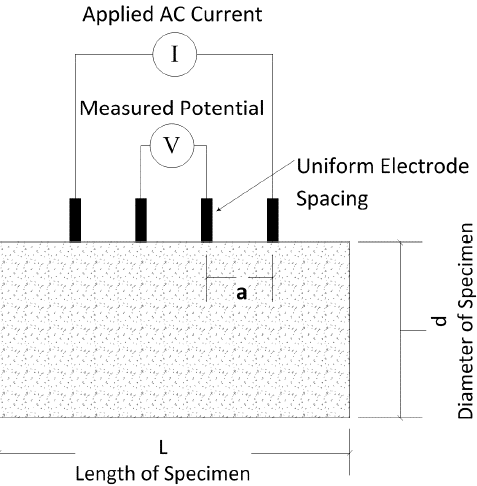 Applied AC Current
I
Measured Potential
V
Uniform Electrode
Spacing
a
d
Diameter of Specimen
L
Length of Specimen